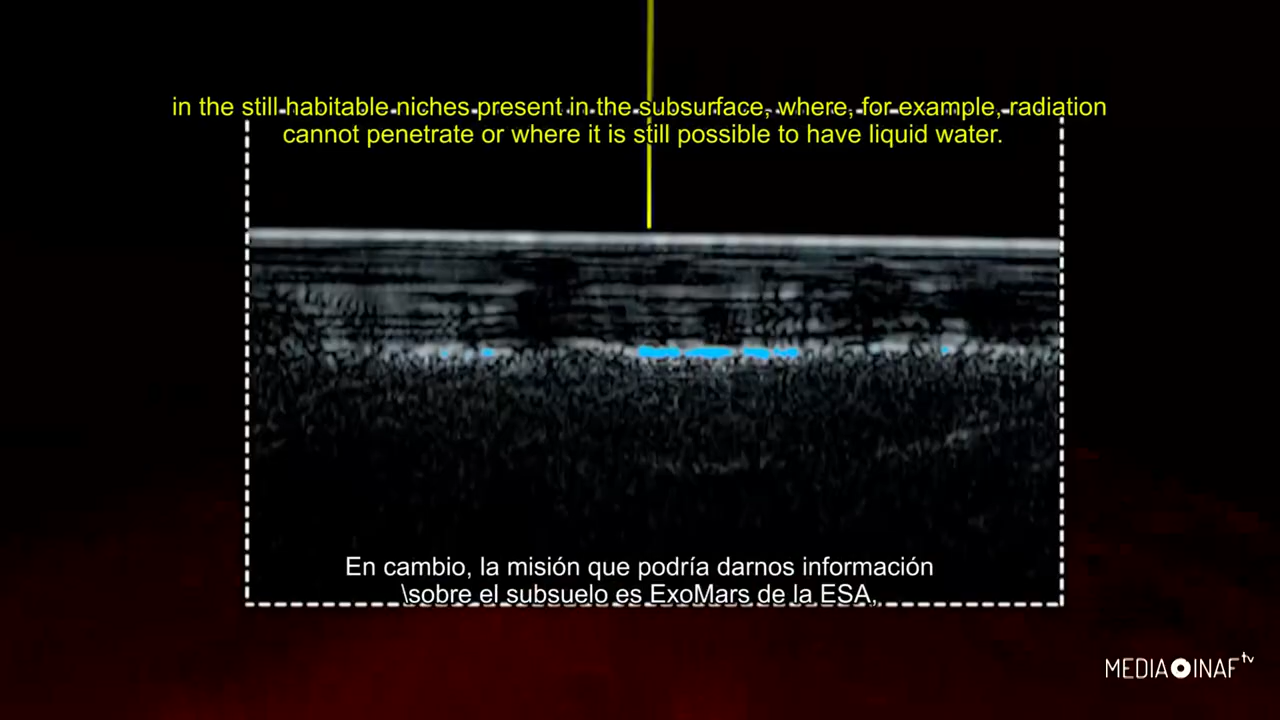 in the still habitable niches present in the subsurface, where, for example, radiation
cannot penetrate or where it is still possible to have liquid water.
En cambio, la misión que podría darnos información
\sobre el subsuelo es ExoMars de la ESA,
MEDIA INAF tv